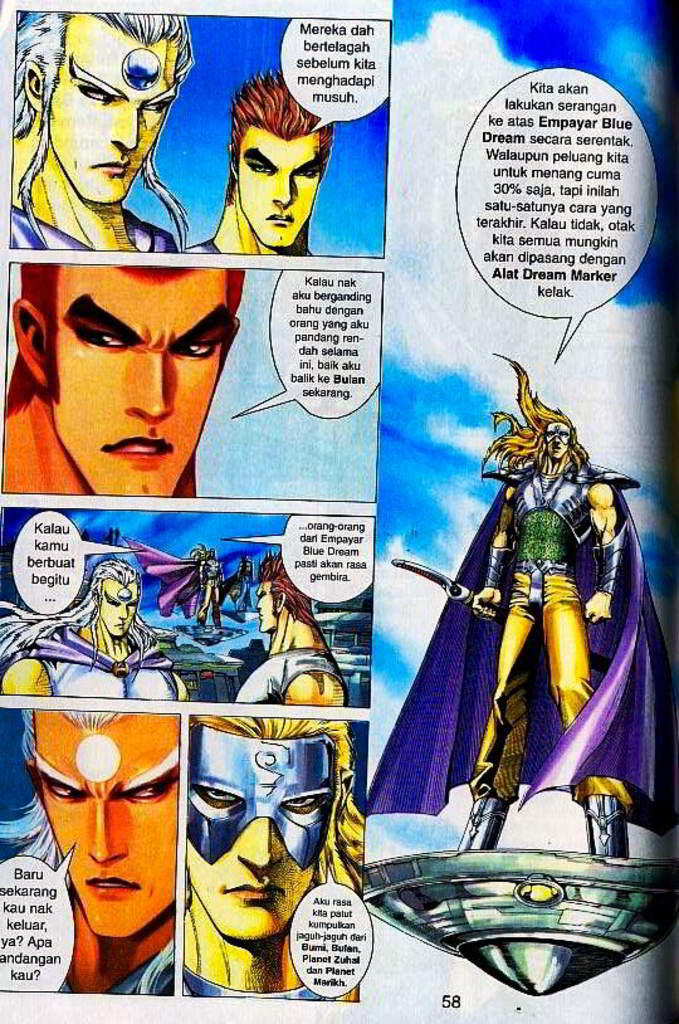 Mereka dah
bertelagah
sebelum kita
menghadapi
musuh.
Kalau nak
aku berganding
bahu dengan
orang yang aku
pandang ren-
dah selama
ini, baik aku
balik ke Bulan
sekarang.
Kalau
kamu
berbuat
begitu
...
...orang-orang
dari Empayar
Blue Dream
pasti akan rasa
gembira.
Baru
sekarang
kau nak
keluar,
ya? Apa
andangan
kau?
Aku rasa
kita patut
kumpulkan
jaguh-jaguh dari
Bumi, Bulan,
Planet Zuhal
dan Planet
Marikh.
Kita akan
lakukan serangan
ke atas Empayar Blue
Dream secara serentak.
Walaupun peluang kita
untuk menang cuma
30% saja, tapi inilah
satu-satunya cara yang
terakhir. Kalau tidak, otak
kita semua mungkin
akan dipasang dengan
Alat Dream Marker
kelak.
58